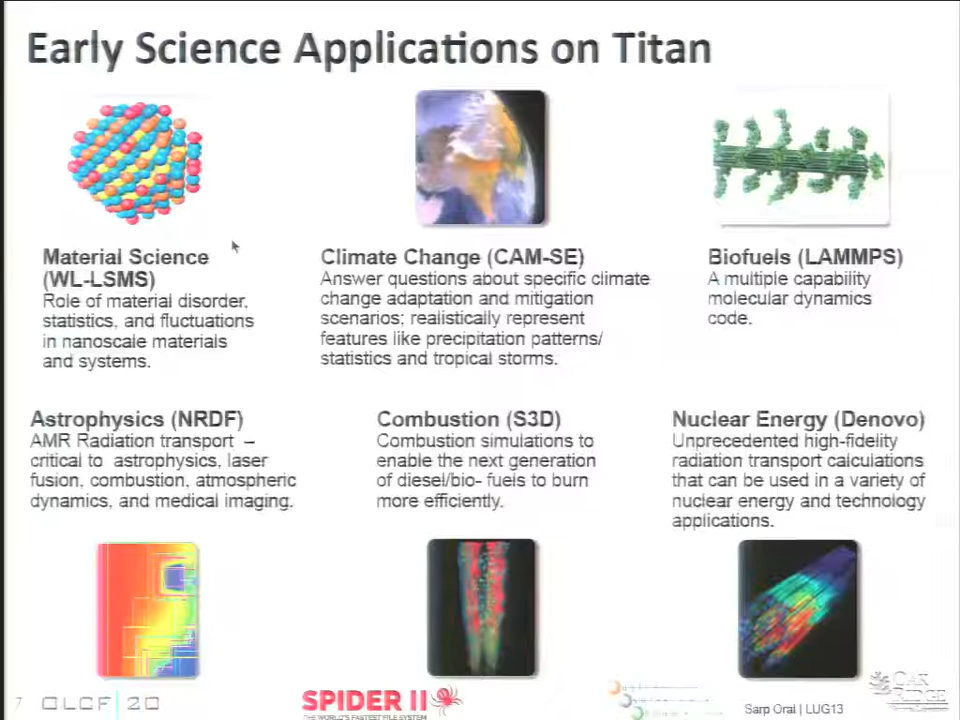 Early Science Applications on Titan
Material Science
(WL-LSMS)
Role of material disorder,
statistics, and fluctuations
in nanoscale materials
and systems.
Climate Change (CAM-SE)
Answer questions about specific climate
change adaptation and mitigation
scenarios; realistically represent
features like precipitation patterns/
statistics and tropical storms.
Biofuels (LAMMPS)
A multiple capability
molecular dynamics
code.
Astrophysics (NRDF)
AMR Radiation transport –
critical to astrophysics, laser
fusion, combustion, atmospheric
dynamics, and medical imaging.
Combustion (S3D)
Combustion simulations to
enable the next generation
of diesel/bio- fuels to burn
more efficiently.
Nuclear Energy (Denovo)
Unprecedented high-fidelity
radiation transport calculations
that can be used in a variety of
nuclear energy and technology
applications.
7 OLCF 20
SPIDER II
THE WORLD'S FASTEST FILE SYSTEM
Sarp Oral | LUG13
OAK
RIDGE